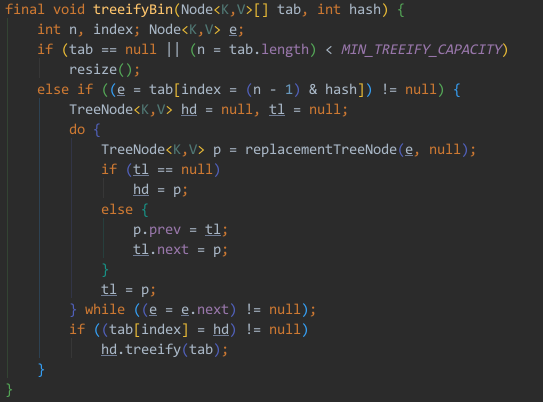 final void treeifyBin(Node<K,V>[] tab, int hash) {
    int n, index; Node<K,V> e;
    if (tab == null || (n = tab.length) < MIN_TREEIFY_CAPACITY)
        resize();
    else if ((e = tab[index = (n - 1) & hash]) != null) {
        TreeNode<K,V> hd = null, tl = null;
        do {
            TreeNode<K,V> p = replacementTreeNode(e, null);
            if (tl == null)
                hd = p;
            else {
                p.prev = tl;
                tl.next = p;
            }
            tl = p;
        } while ((e = e.next) != null);
        if ((tab[index] = hd) != null)
            hd.treeify(tab);
    }
}